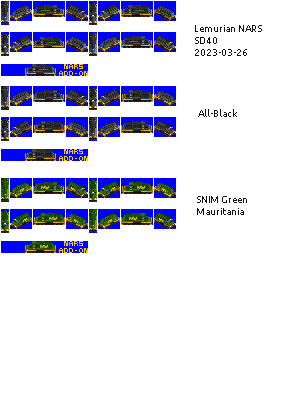 Lemurian NARS
SD40
2023-03-26
NARS
ADD-ON
All-Black
NARS
ADD-ON
SNIM Green
Mauritania
NARS
ADD-ON